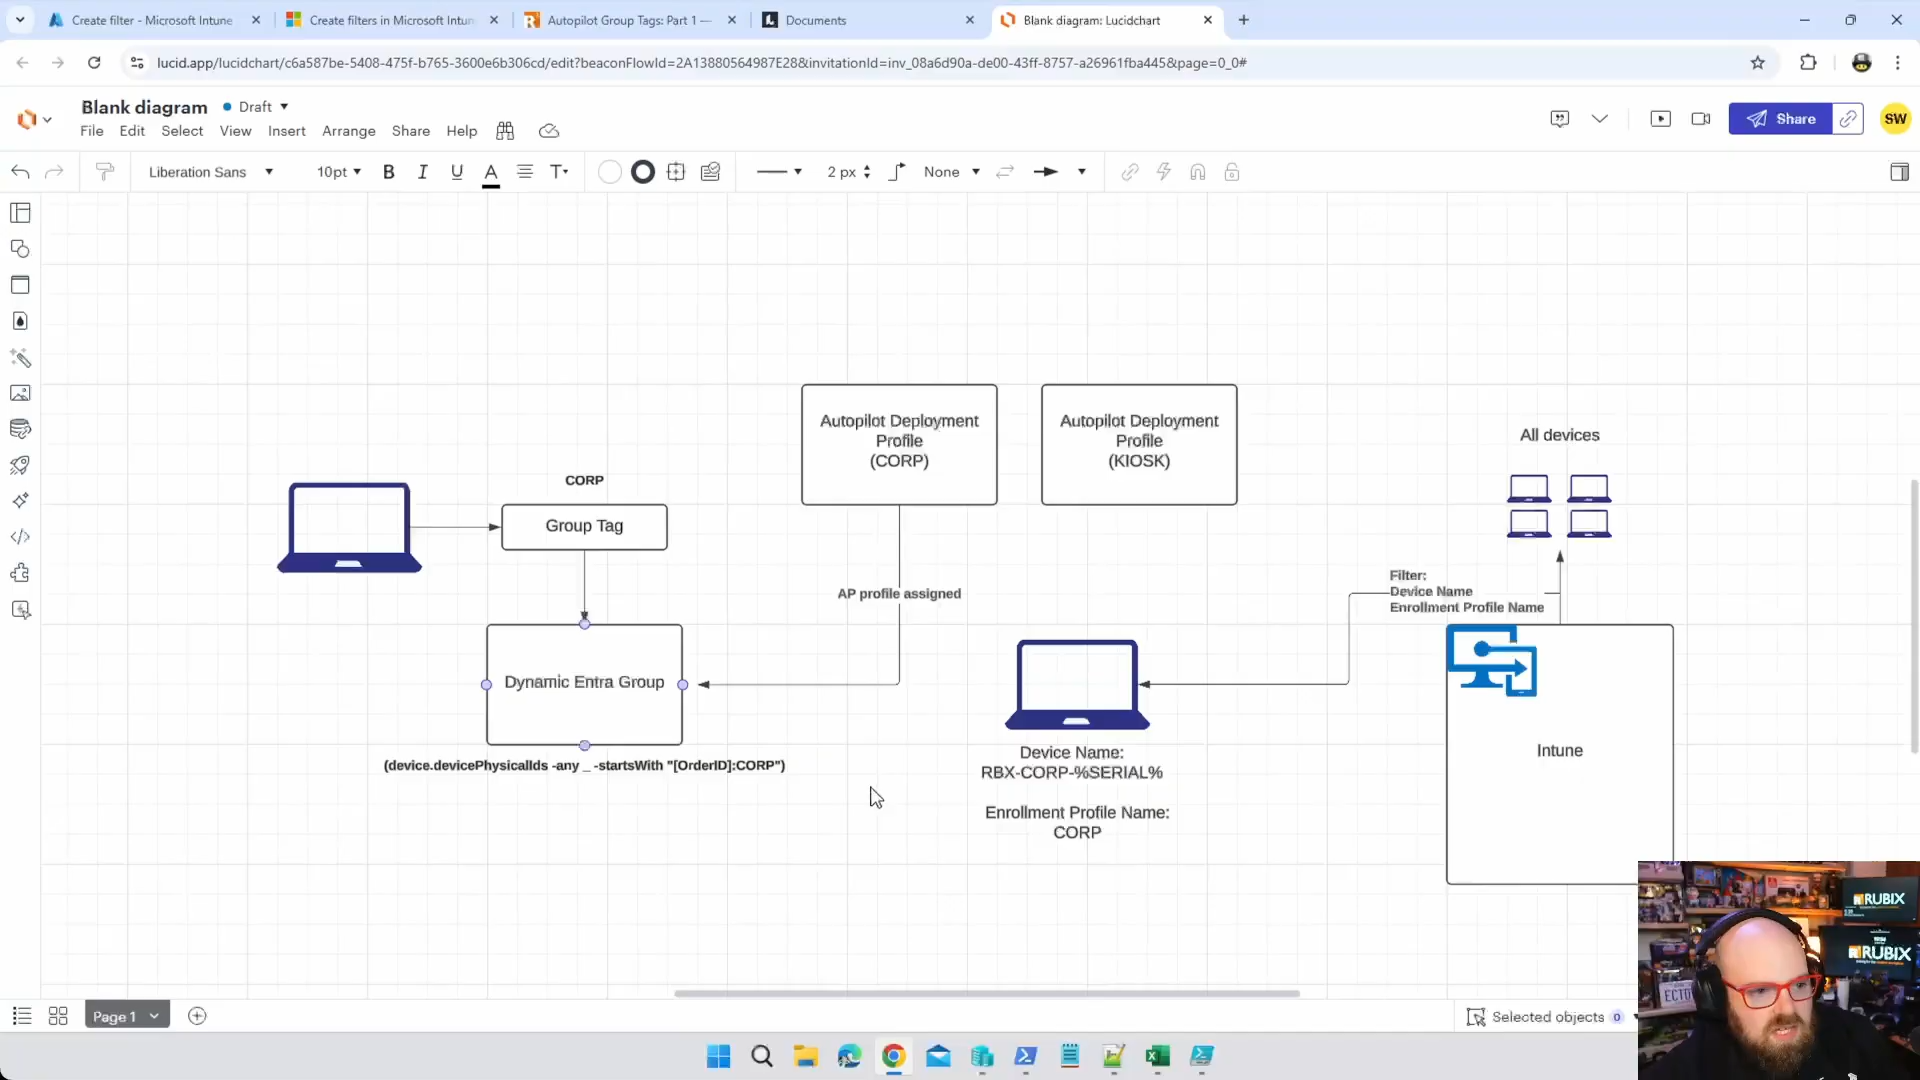 Create filter - Microsoft Intune
Create filters in Microsoft Intun
Autopilot Group Tags: Part 1 —
Documents
Blank diagram: Lucidchart
lucid.app/lucidchart/c6a587be-5408-475f-b765-3600e6b306cd/edit?beaconFlowId=2A13880564987E28&invitationId=inv_08a6d90a-de00-43ff-8757-a26961fba445&page=0_0#
Blank diagram
Draft
File
Edit
Select
View
Insert
Arrange
Share
Help
Share
SW
Liberation Sans
10pt
B
I
U
A
T
2 px
None
Autopilot Deployment
Profile
(CORP)
Autopilot Deployment
Profile
(KIOSK)
All devices
CORP
Group Tag
AP profile assigned
Filter:
Device Name
Enrollment Profile Name
Dynamic Entra Group
(device.devicePhysicalIds -any _ -startsWith "[OrderID]:CORP")
Device Name:
RBX-CORP-%SERIAL%
Enrollment Profile Name:
CORP
Intune
RUBIX
RUBIX
ECTO
Page 1
Selected objects
0